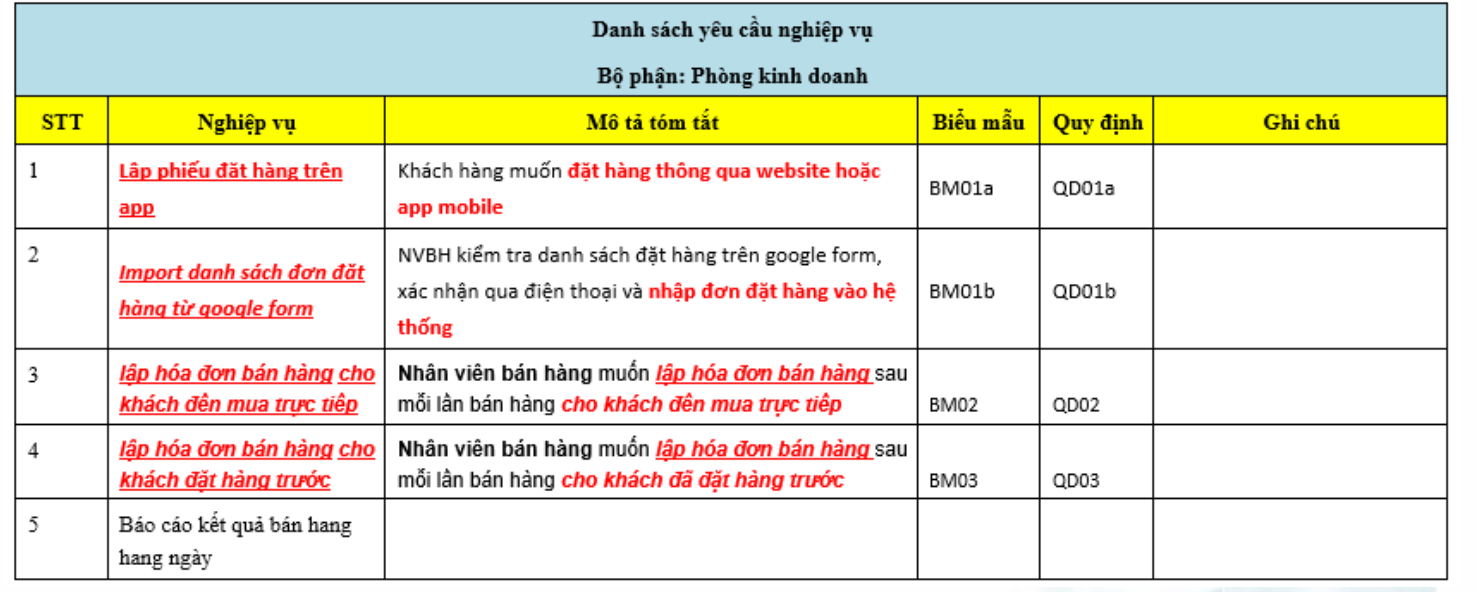 Danh sách yêu cầu nghiệp vụ
Bộ phận: Phòng kinh doanh
STT Nghiệp vụ Mô tả tóm tắt Biểu mẫu Quy định Ghi chú
1 Lập phiếu đặt hàng trên Khách hàng muốn đặt hàng thông qua website hoặc BM01a QD01a
app app mobile
2 Import danh sách đơn đặt NVBH kiểm tra danh sách đặt hàng trên google form,
hàng từ google form xác nhận qua điện thoại và nhập đơn đặt hàng vào hệ BM01b QD01b
thống
3 lập hóa đơn bán hàng cho Nhân viên bán hàng muốn lập hóa đơn bán hàng sau
khách đến mua trực tiếp mỗi lần bán hàng cho khách đến mua trực tiếp BM02 QD02
4 lập hóa đơn bán hàng cho Nhân viên bán hàng muốn lập hóa đơn bán hàng sau
khách đặt hàng trước mỗi lần bán hàng cho khách đã đặt hàng trước BM03 QD03
5 Báo cáo kết quả bán hang
hang ngày